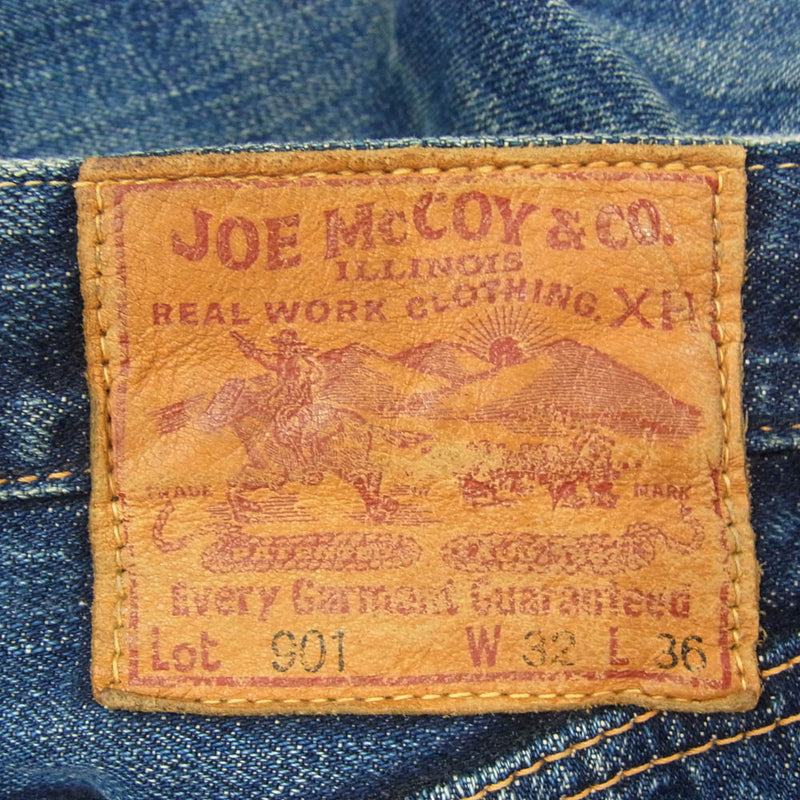 JOE McCOY & CO.
ILLINOIS
REAL WORK CLOTHING. XH
TRADE MARK
Every Garment Guaranteed
Lot 901 W 32 L 36